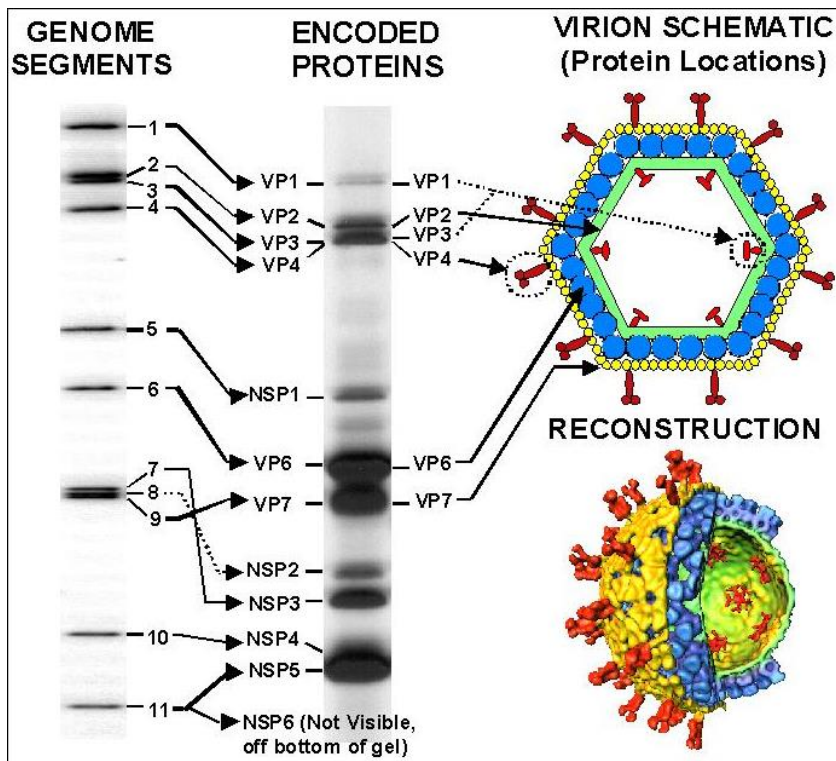 GENOME
SEGMENTS
ENCODED
PROTEINS
VIRION SCHEMATIC
(Protein Locations)
1
2
3
4
5
6
7
8
9
10
11
VP1
VP2
VP3
VP4
NSP1
VP6
VP7
NSP2
NSP3
NSP4
NSP5
NSP6 (Not Visible,
off bottom of gel)
VP1
VP2
VP3
VP4
VP6
VP7
RECONSTRUCTION